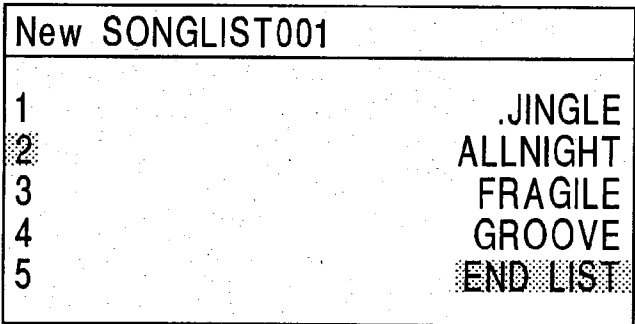 New SONGLIST001
1 .JINGLE
2 ALLNIGHT
3 FRAGILE
4 GROOVE
5 END LIST